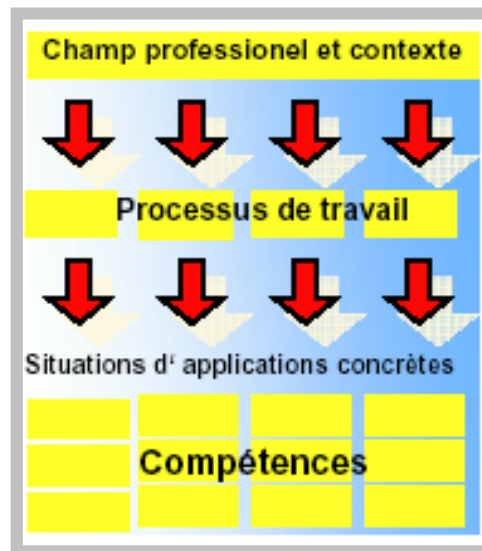 Champ professionel et contexte
Processus de travail
Situations d‘ applications concrètes
Compétences